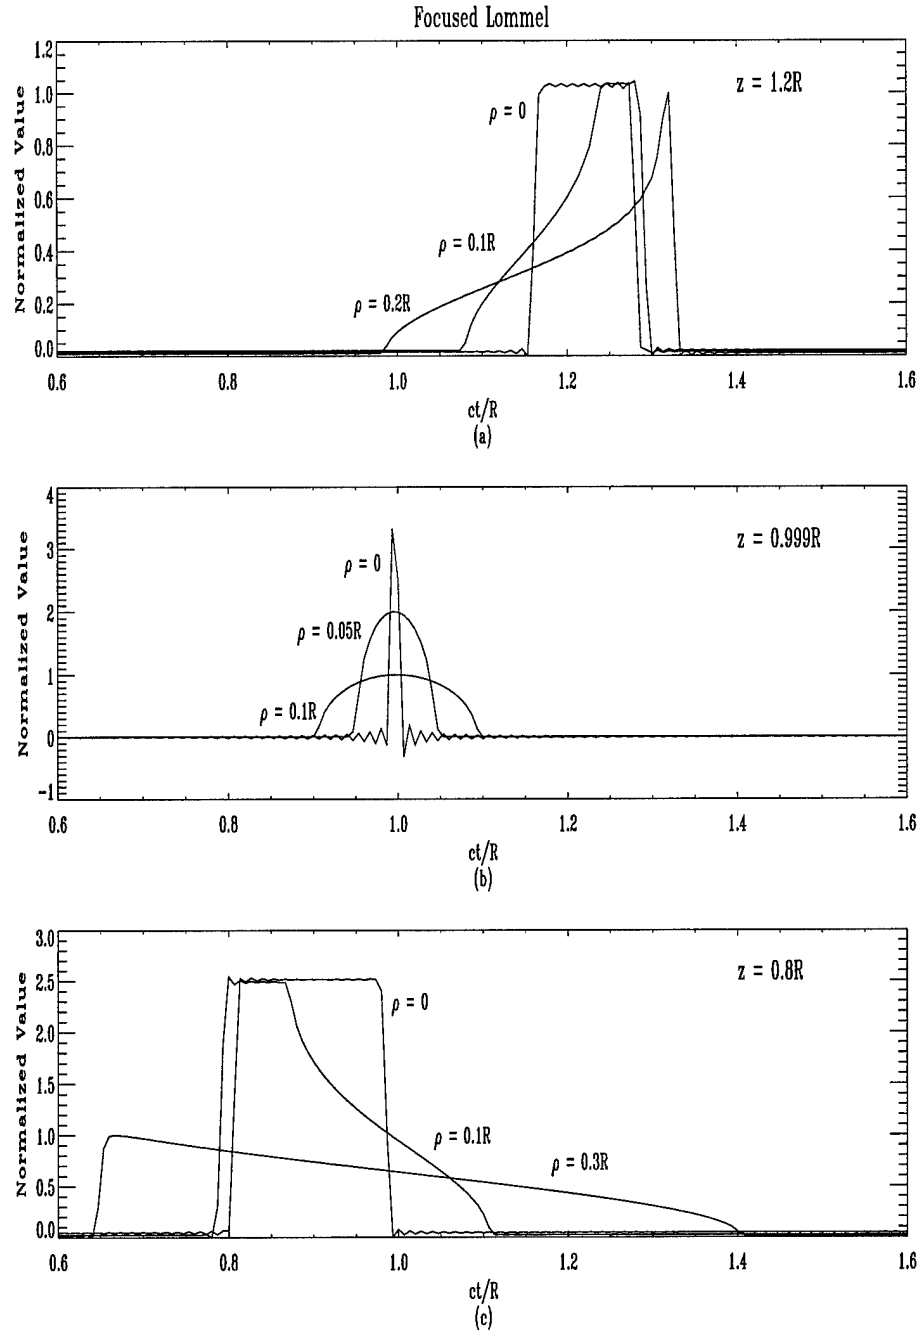 Focused Lommel
1.2
1.0
0.8
0.6
0.4
0.2
0.0
Normalized Value
z = 1.2R
ρ = 0
ρ = 0.1R
ρ = 0.2R
0.6 0.8 1.0 1.2 1.4 1.6
ct/R
(a)
4
3
2
1
0
-1
Normalized Value
z = 0.999R
ρ = 0
ρ = 0.05R
ρ = 0.1R
0.6 0.8 1.0 1.2 1.4 1.6
ct/R
(b)
3.0
2.5
2.0
1.5
1.0
0.5
0.0
Normalized Value
z = 0.8R
ρ = 0
ρ = 0.1R
ρ = 0.3R
0.6 0.8 1.0 1.2 1.4 1.6
ct/R
(c)